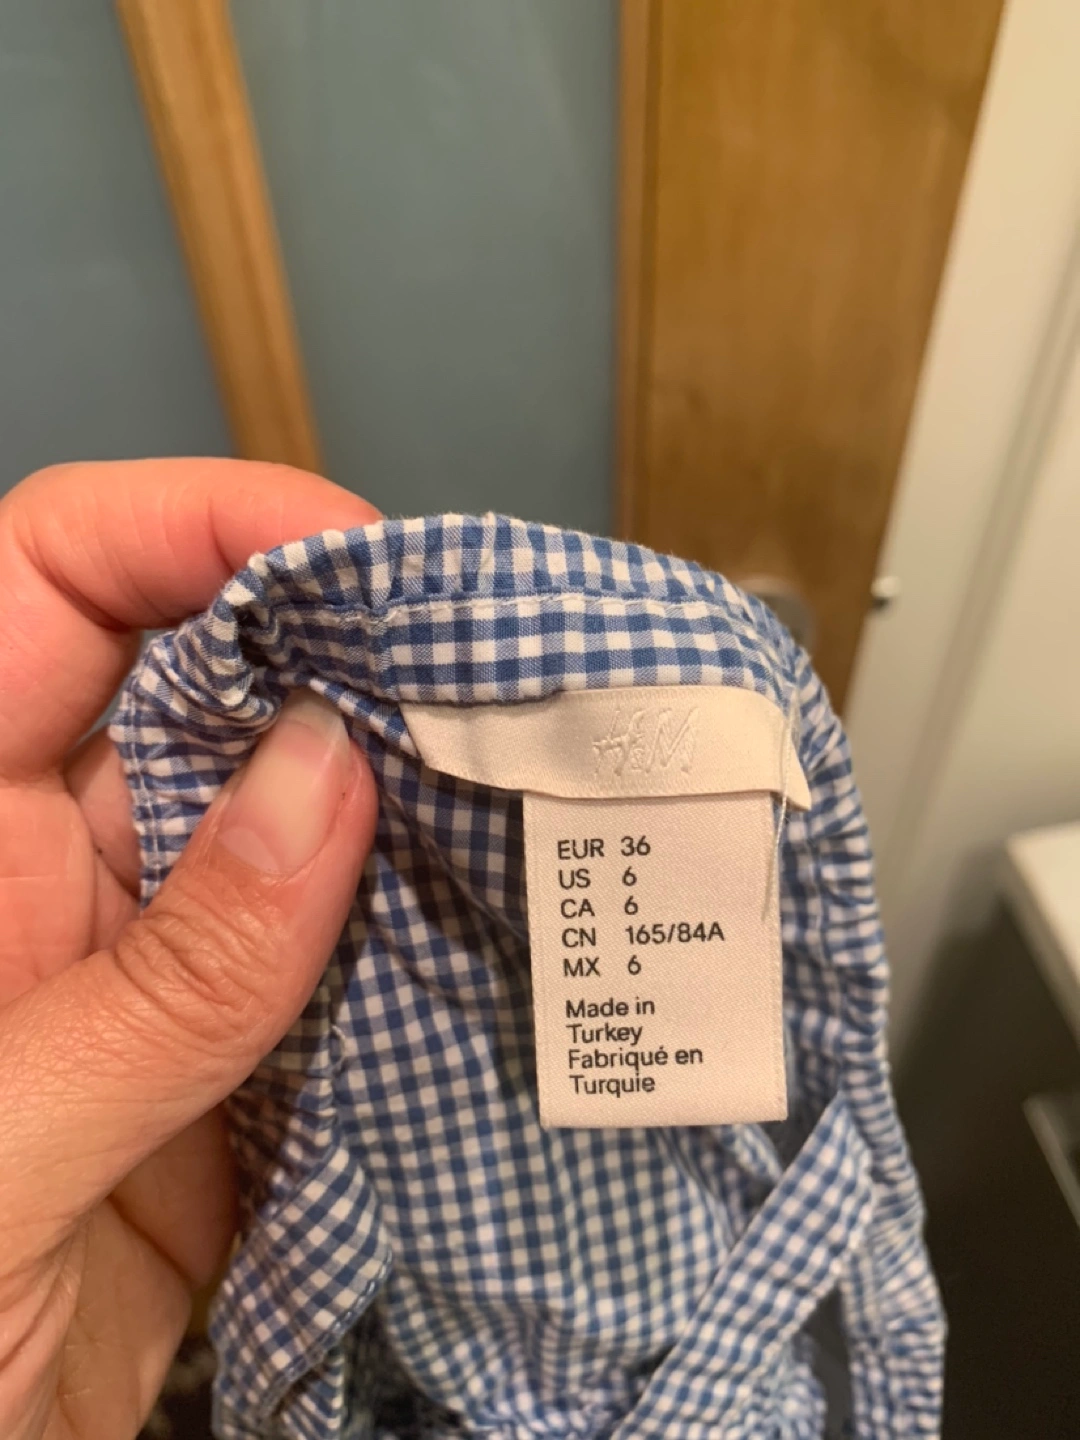 H&M
EUR 36
US 6
CA 6
CN 165/84A
MX 6
Made in
Turkey
Fabriqué en
Turquie